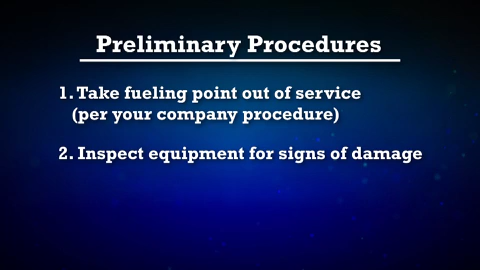 Preliminary Procedures
1. Take fueling point out of service
(per your company procedure)
2. Inspect equipment for signs of damage